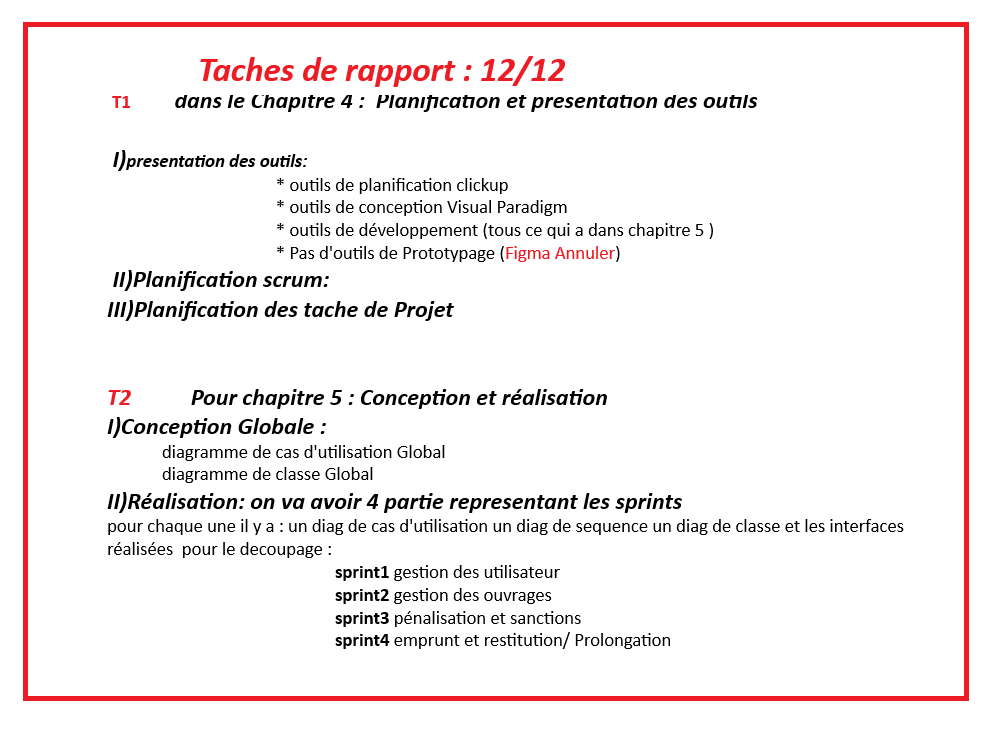 Taches de rapport : 12/12
T1 dans le Chapitre 4 : Planification et presentation des outils
I)presentation des outils:
* outils de planification clickup
* outils de conception Visual Paradigm
* outils de développement (tous ce qui a dans chapitre 5 )
* Pas d'outils de Prototypage (Figma Annuler)
II)Planification scrum:
III)Planification des tache de Projet
T2 Pour chapitre 5 : Conception et réalisation
I)Conception Globale :
diagramme de cas d'utilisation Global
diagramme de classe Global
II)Réalisation: on va avoir 4 partie representant les sprints
pour chaque une il y a : un diag de cas d'utilisation un diag de sequence un diag de classe et les interfaces
réalisées pour le decoupage :
sprint1 gestion des utilisateur
sprint2 gestion des ouvrages
sprint3 pénalisation et sanctions
sprint4 emprunt et restitution/ Prolongation